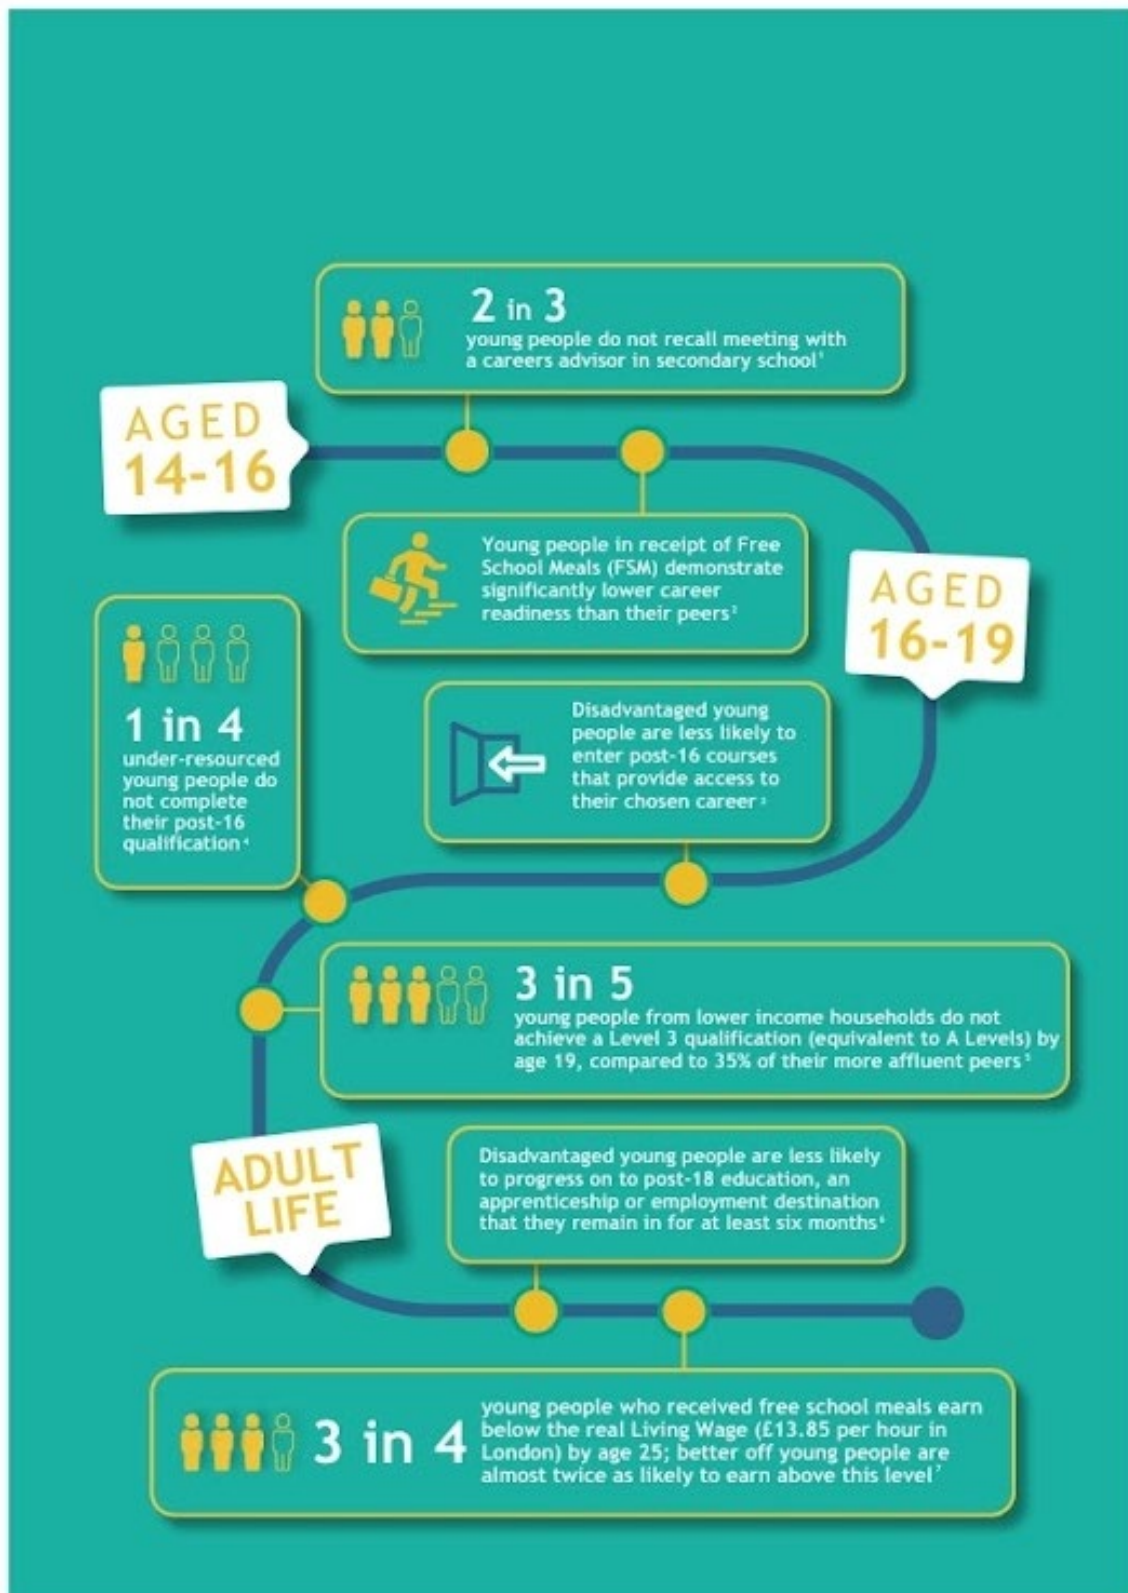 2 in 3
young people do not recall meeting with
a careers advisor in secondary school¹
AGED
14-16
Young people in receipt of Free
School Meals (FSM) demonstrate
significantly lower career
readiness than their peers²
AGED
16-19
Disadvantaged young
people are less likely to
enter post-16 courses
that provide access to
their chosen career³
1 in 4
under-resourced
young people do
not complete
their post-16
qualification⁴
3 in 5
young people from lower income households do not
achieve a Level 3 qualification (equivalent to A Levels) by
age 19, compared to 35% of their more affluent peers⁵
ADULT
LIFE
Disadvantaged young people are less likely
to progress on to post-18 education, an
apprenticeship or employment destination
that they remain in for at least six months⁶
3 in 4
young people who received free school meals earn
below the real Living Wage (£13.85 per hour in
London) by age 25; better off young people are
almost twice as likely to earn above this level⁷